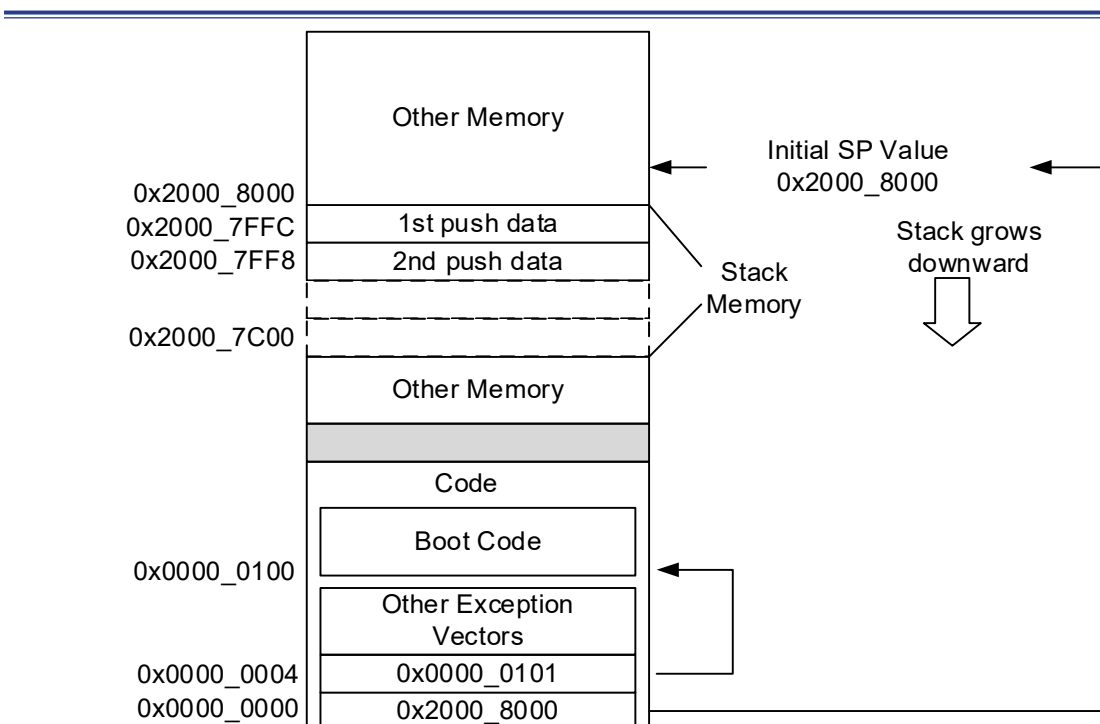 Other Memory
Initial SP Value
0x2000_8000
0x2000_8000
0x2000_7FFC
1st push data
Stack grows
downward
0x2000_7FF8
2nd push data
Stack
Memory
0x2000_7C00
Other Memory
Code
Boot Code
0x0000_0100
Other Exception
Vectors
0x0000_0004
0x0000_0101
0x0000_0000
0x2000_8000